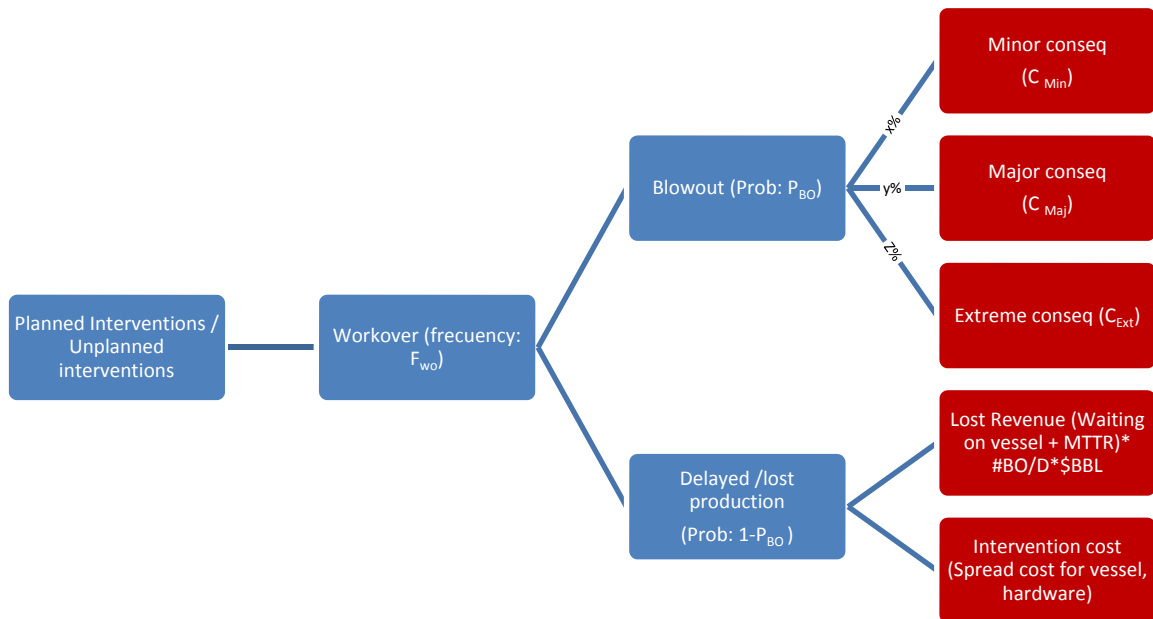 Planned Interventions /
Unplanned
interventions
Workover (frecuency:
Fwo)
Blowout (Prob: PBO)
x%
y%
Z%
Minor conseq
(C Min)
Major conseq
(C Maj)
Extreme conseq (CExt)
Delayed /lost
production
(Prob: 1-PBO )
Lost Revenue (Waiting
on vessel + MTTR)*
#BO/D*$BBL
Intervention cost
(Spread cost for vessel,
hardware)